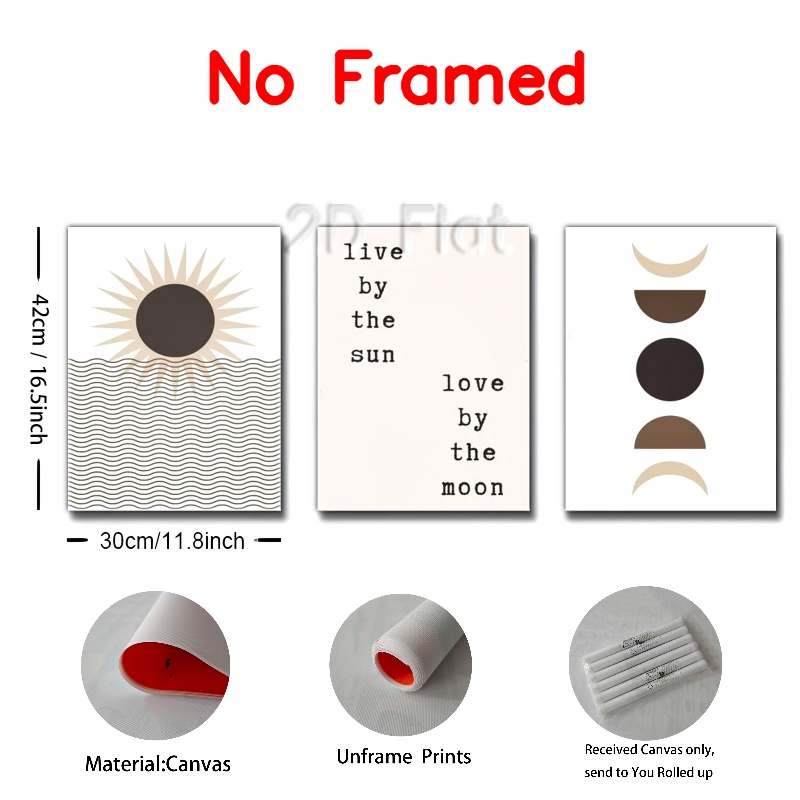 No Framed
2D Flat
live
by
the
sun
love
by
the
moon
42cm / 16.5inch
30cm/11.8inch
Material:Canvas
Unframe Prints
Received Canvas only,
send to You Rolled up